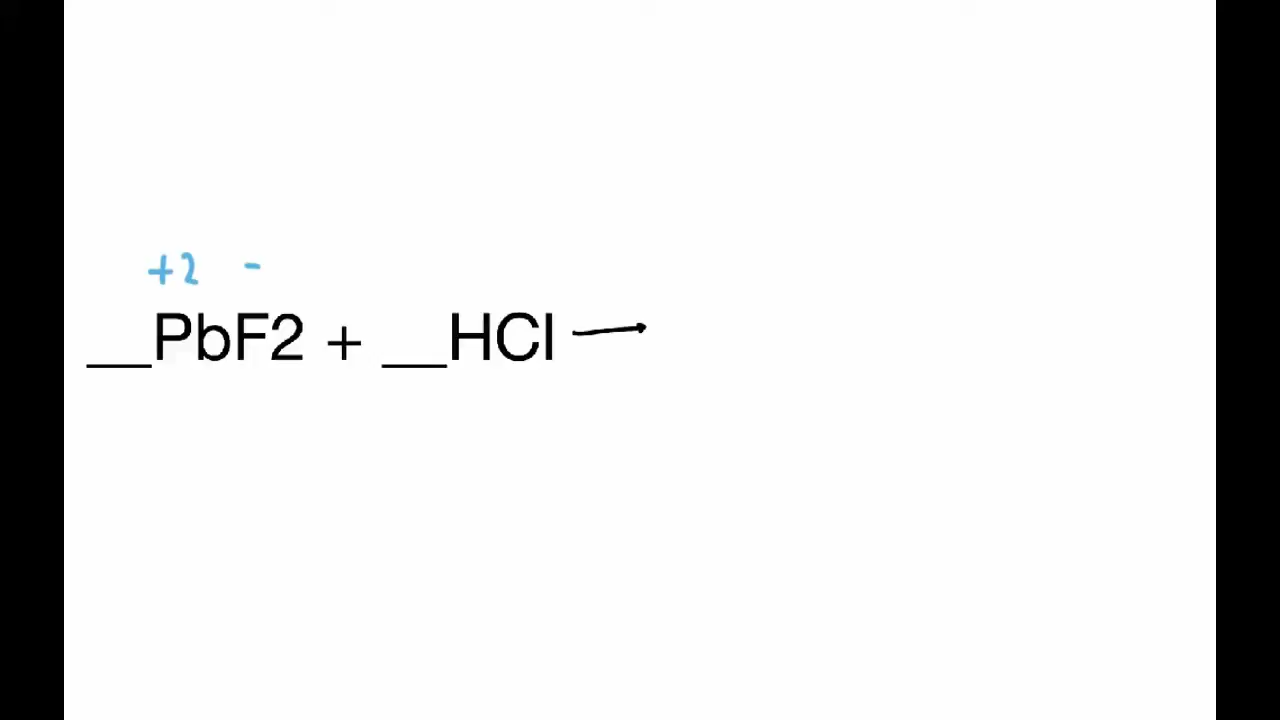 +2 -
__PbF2 + __HCl →